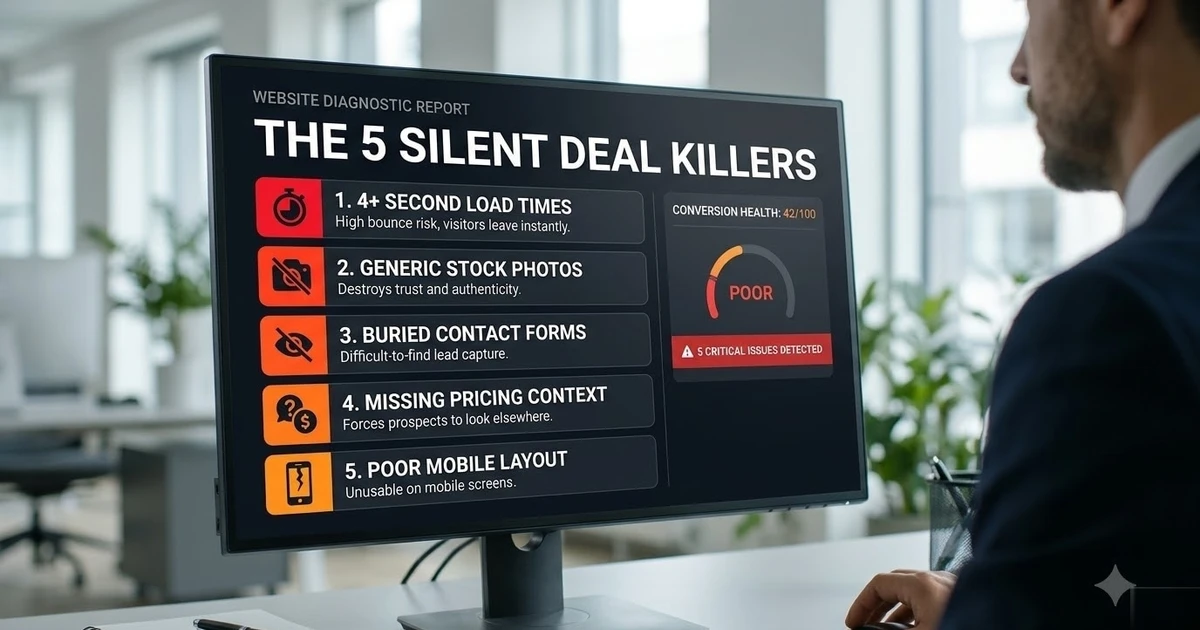 WEBSITE DIAGNOSTIC REPORT
THE 5 SILENT DEAL KILLERS
1. 4+ SECOND LOAD TIMES
High bounce risk, visitors leave instantly.
2. GENERIC STOCK PHOTOS
Destroys trust and authenticity.
3. BURIED CONTACT FORMS
Difficult-to-find lead capture.
4. MISSING PRICING CONTEXT
Forces prospects to look elsewhere.
5. POOR MOBILE LAYOUT
Unusable on mobile screens.
CONVERSION HEALTH: 42/100
POOR
5 CRITICAL ISSUES DETECTED